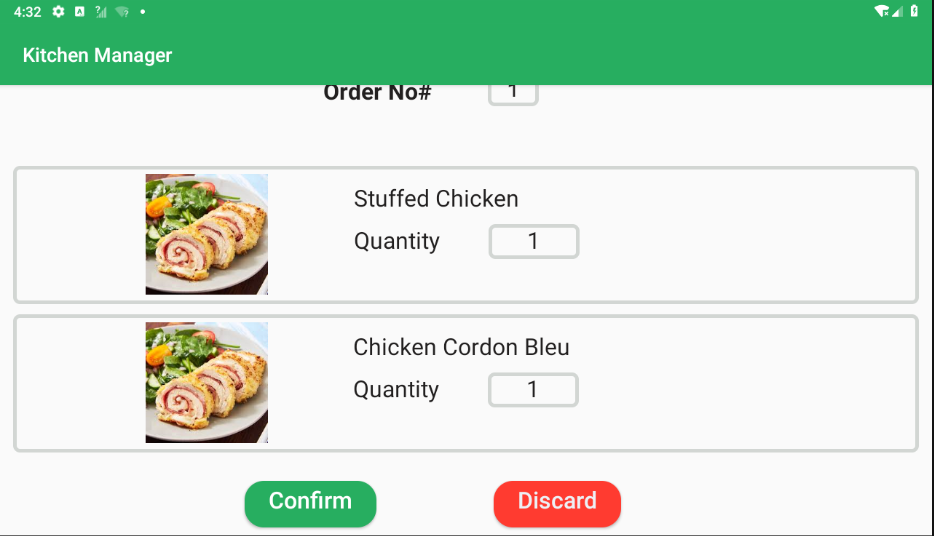 4:32
Kitchen Manager
Order No# 1
Stuffed Chicken
Quantity 1
Chicken Cordon Bleu
Quantity 1
Confirm Discard